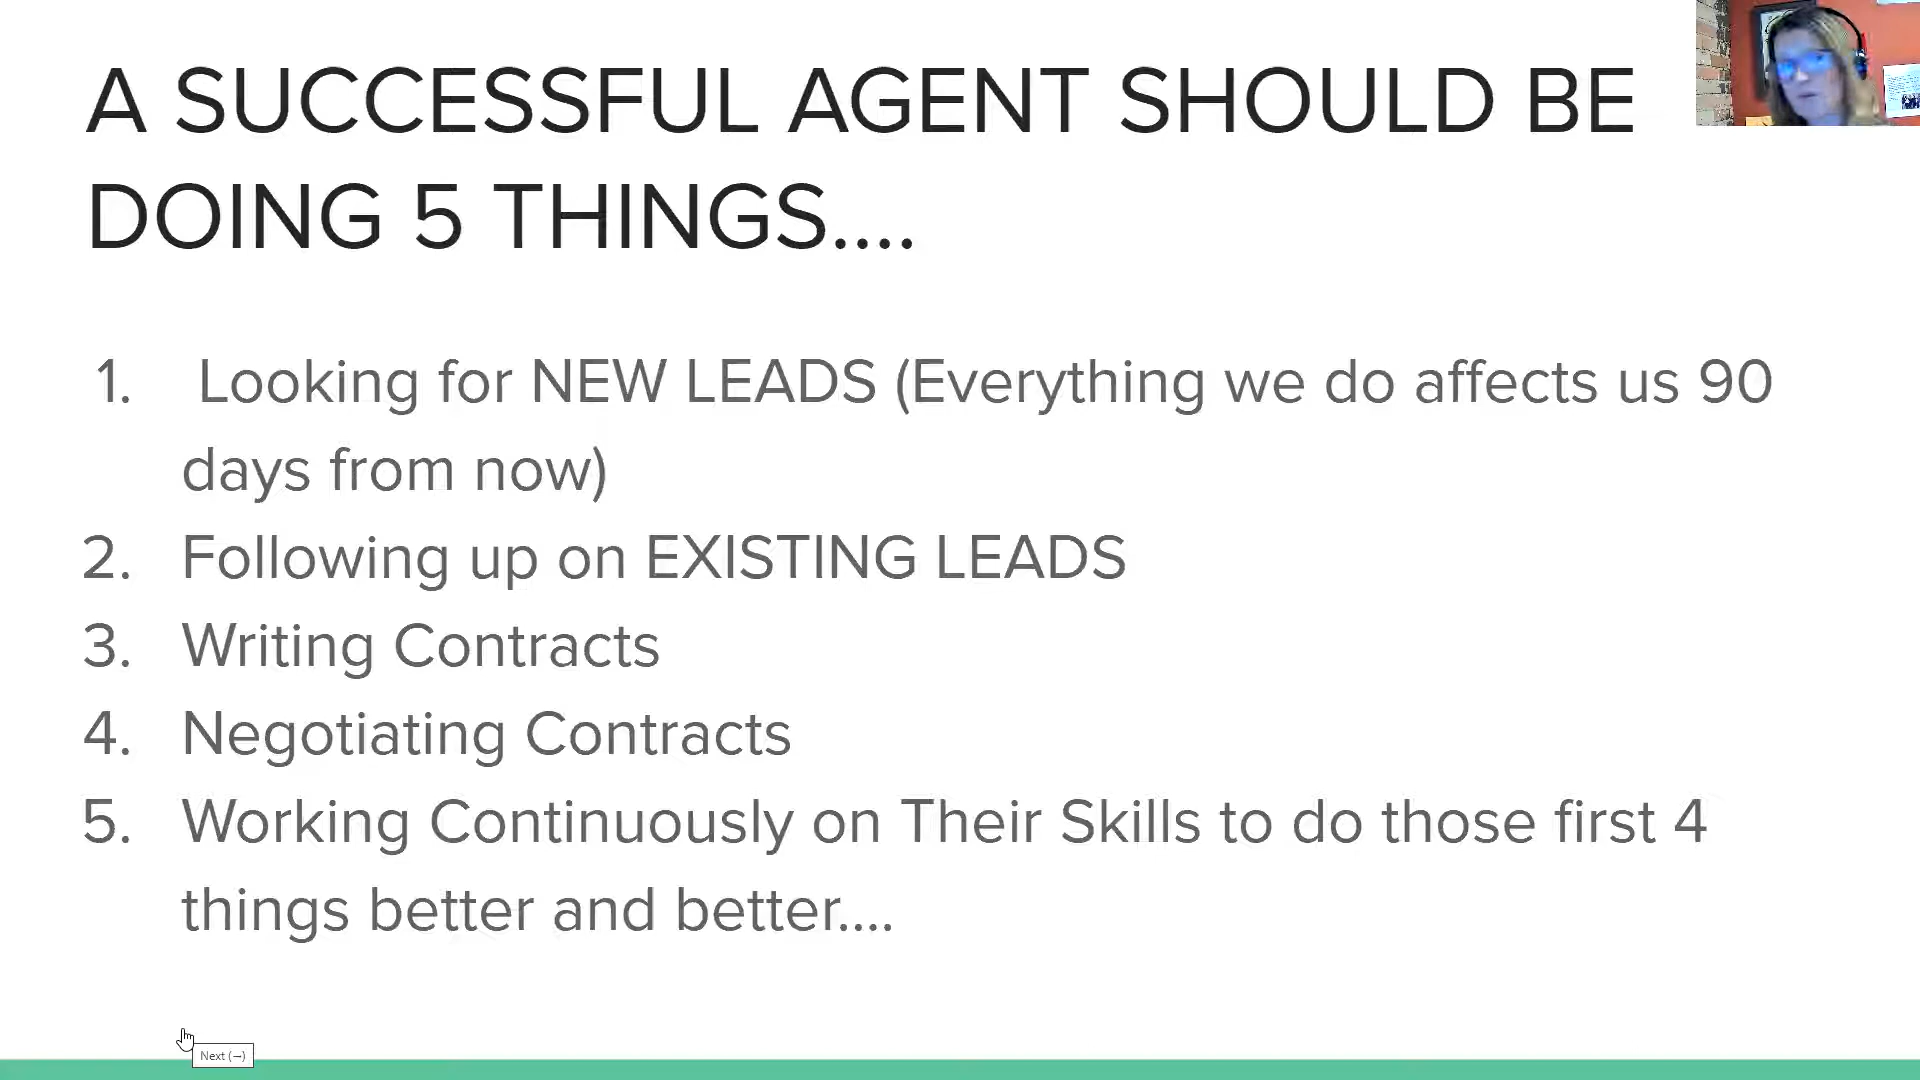 A SUCCESSFUL AGENT SHOULD BE
DOING 5 THINGS....
1. Looking for NEW LEADS (Everything we do affects us 90
days from now)
2. Following up on EXISTING LEADS
3. Writing Contracts
4. Negotiating Contracts
5. Working Continuously on Their Skills to do those first 4
things better and better....
Next (→)